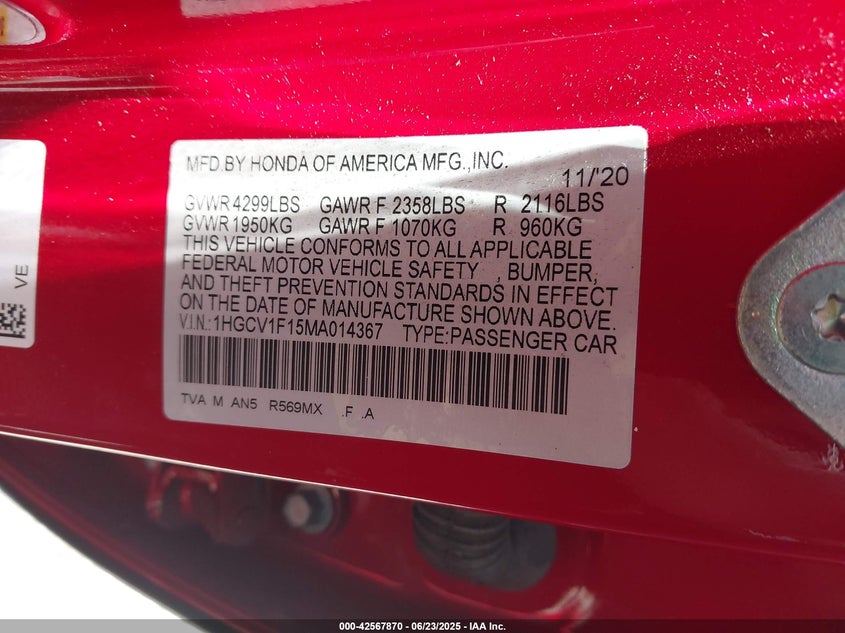 MFD.BY HONDA OF AMERICA MFG.,INC.
11/'20
GVWR 4299LBS GAWR F 2358LBS R 2116LBS
GVWR 1950KG GAWR F 1070KG R 960KG
THIS VEHICLE CONFORMS TO ALL APPLICABLE
FEDERAL MOTOR VEHICLE SAFETY , BUMPER,
AND THEFT PREVENTION STANDARDS IN EFFECT
ON THE DATE OF MANUFACTURE SHOWN ABOVE.
V.I.N.:1HGCV1F15MA014367 TYPE:PASSENGER CAR
TVA M AN5 R569MX .F .A
VE
000-42567870 - 06/23/2025 - IAA Inc.